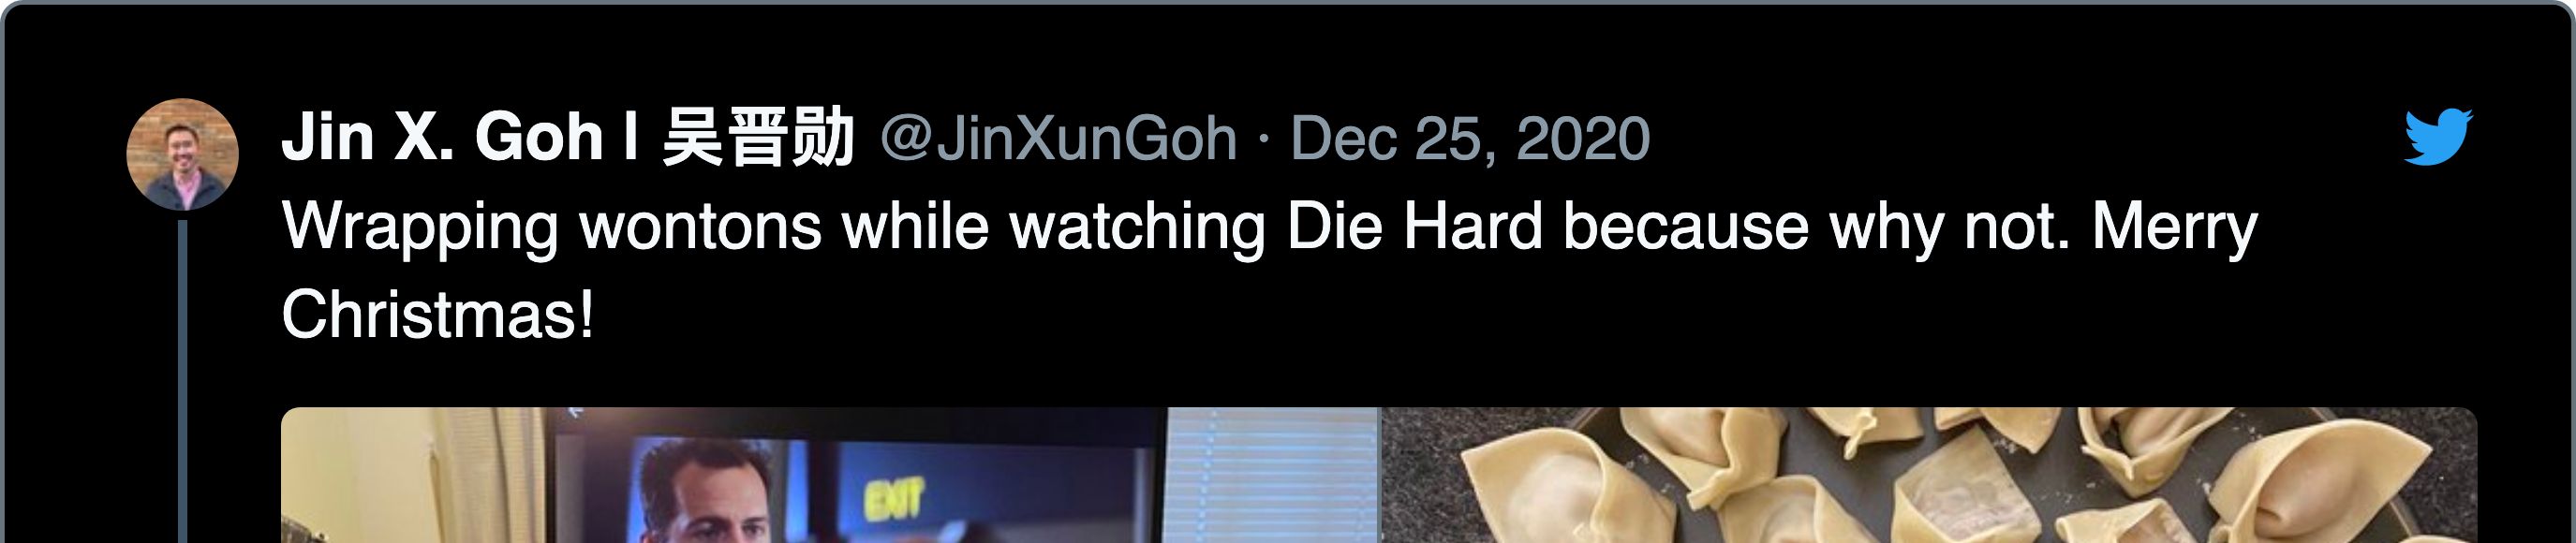 Jin X. Goh | 吴晋勋 @JinXunGoh · Dec 25, 2020
Wrapping wontons while watching Die Hard because why not. Merry
Christmas!
EXIT